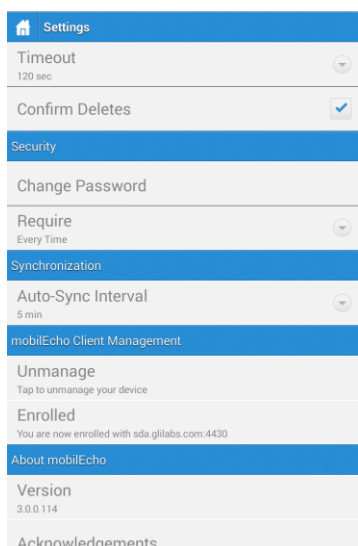 Settings
Timeout
120 sec
Confirm Deletes
Security
Change Password
Require
Every Time
Synchronization
Auto-Sync Interval
5 min
mobilEcho Client Management
Unmanage
Tap to unmanage your device
Enrolled
You are now enrolled with sda.glilabs.com:4430
About mobilEcho
Version
3.0.0.114
Acknowledgements